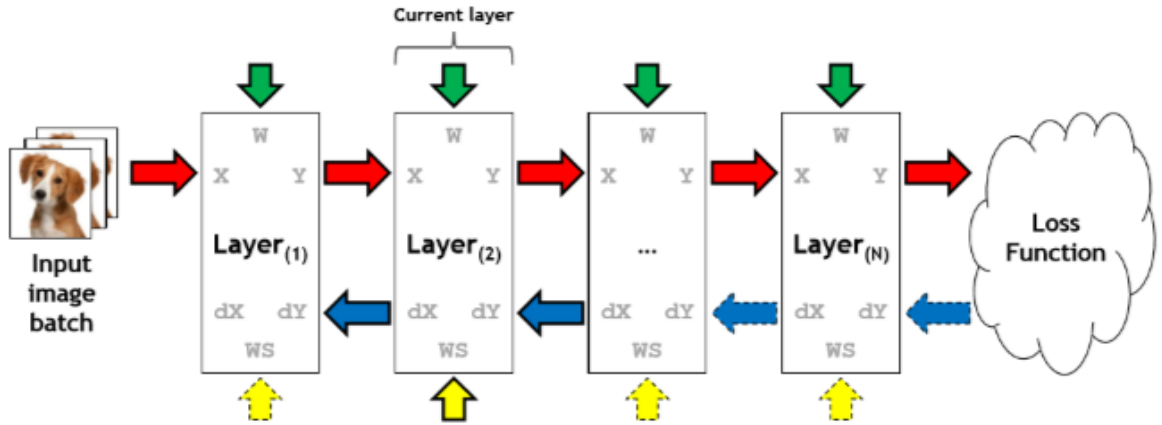 Current layer
W W W W
X Y X Y X Y X Y
Layer(1) Layer(2) ... Layer(N)
Loss
Function
Input
image
batch
dX dY dX dY dX dY dX dY
WS WS WS WS